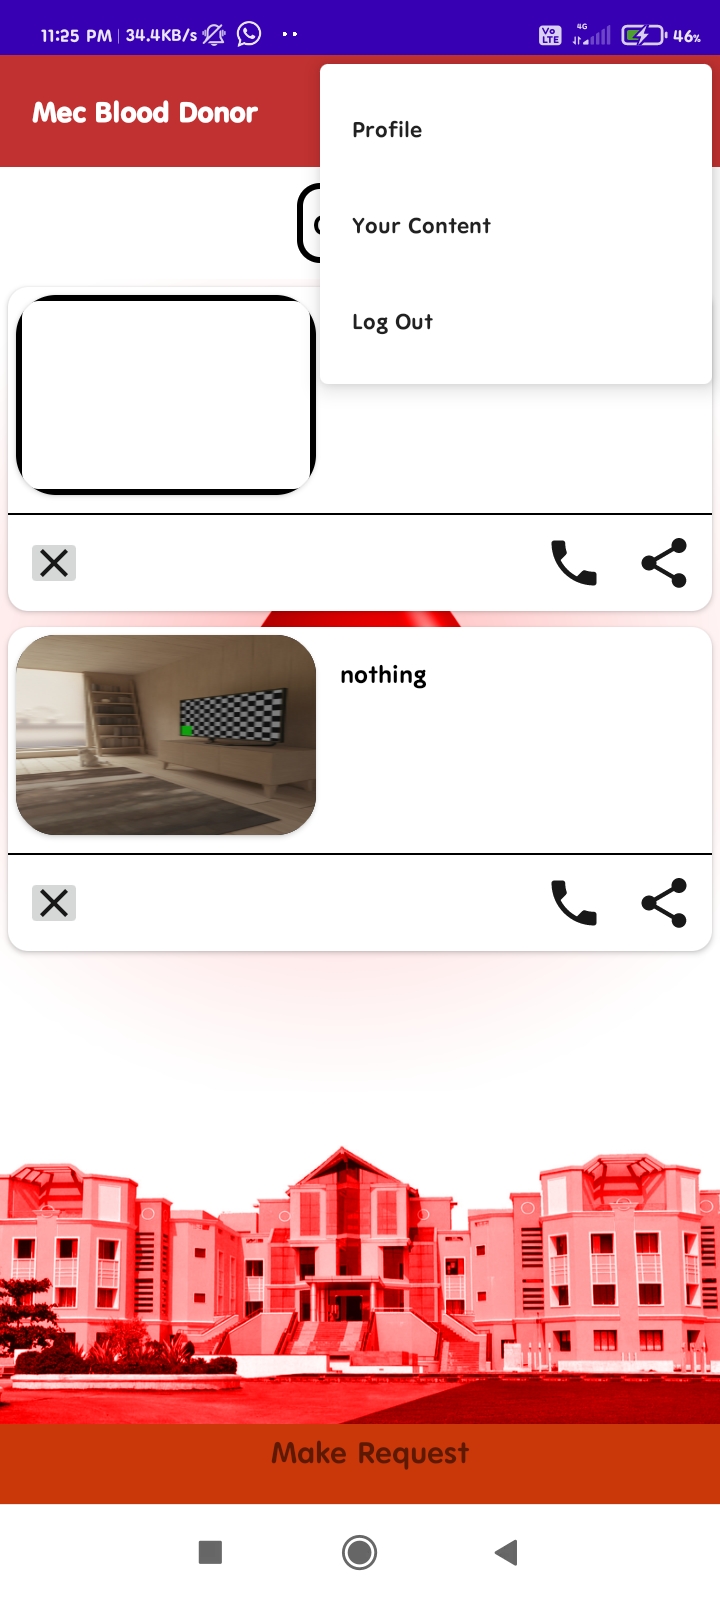 11:25 PM | 34.4KB/s
Vo LTE 4G 46%
Mec Blood Donor
Profile
Your Content
Log Out
nothing
Make Request